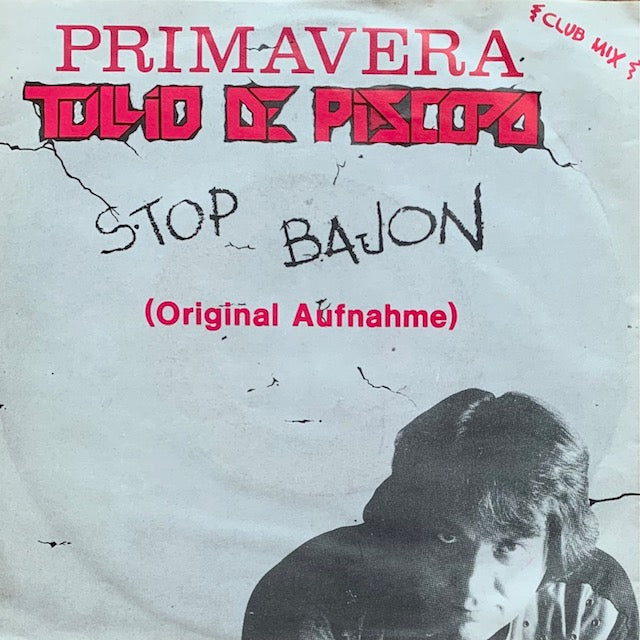 PRIMAVERA
{CLUB MIX}
TULLIO DE PISCOPO
STOP BAJON
(Original Aufnahme)